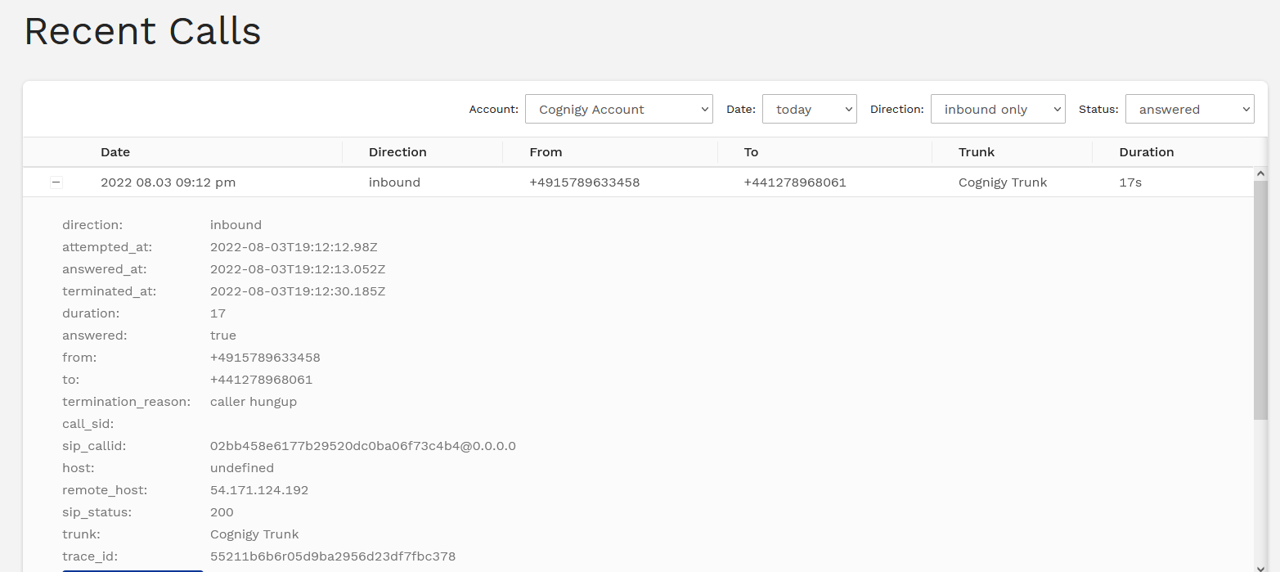 Recent Calls
Account: Cognigy Account Date: today Direction: inbound only Status: answered
Date Direction From To Trunk Duration
2022 08.03 09:12 pm inbound +4915789633458 +441278968061 Cognigy Trunk 17s
direction: inbound
attempted_at: 2022-08-03T19:12:12.98Z
answered_at: 2022-08-03T19:12:13.052Z
terminated_at: 2022-08-03T19:12:30.185Z
duration: 17
answered: true
from: +4915789633458
to: +441278968061
termination_reason: caller hungup
call_sid:
sip_callid: 02bb458e6177b29520dc0ba06f73c4b4@0.0.0.0
host: undefined
remote_host: 54.171.124.192
sip_status: 200
trunk: Cognigy Trunk
trace_id: 55211b6b6r05d9ba2956d23df7fbc378